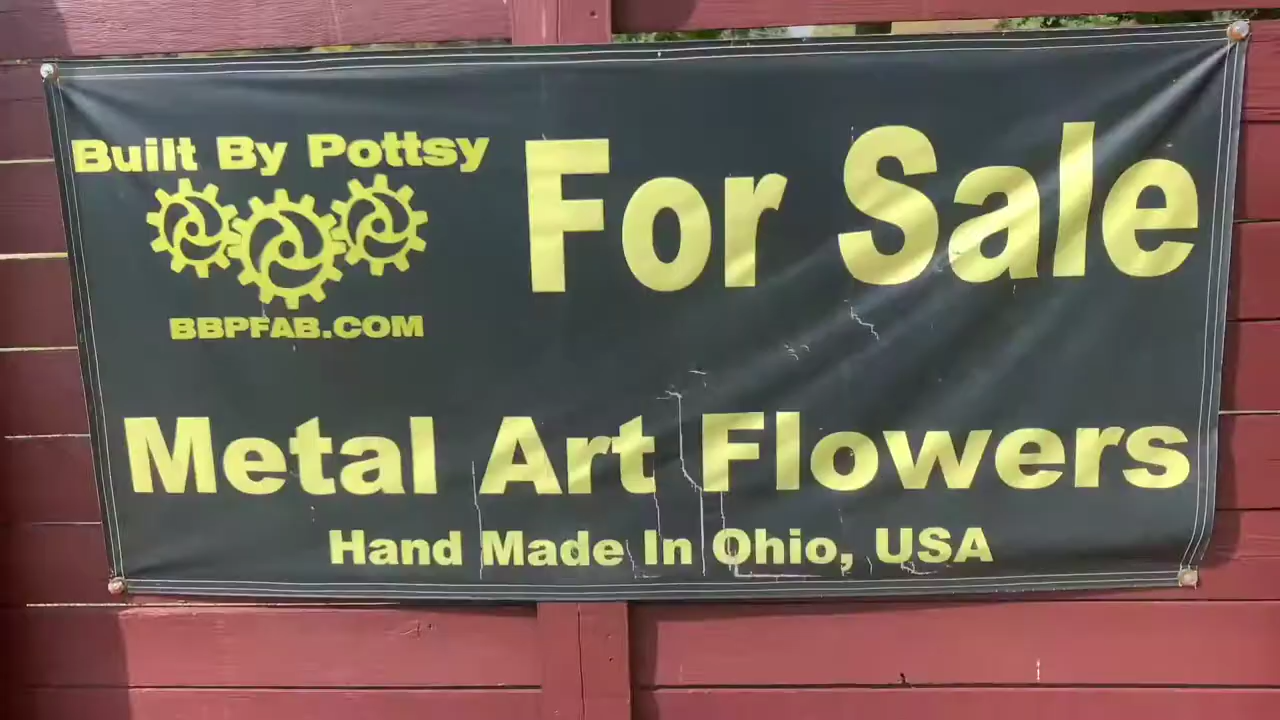 Built By Pottsy
BBPFAB.COM
For Sale
Metal Art Flowers
Hand Made In Ohio, USA